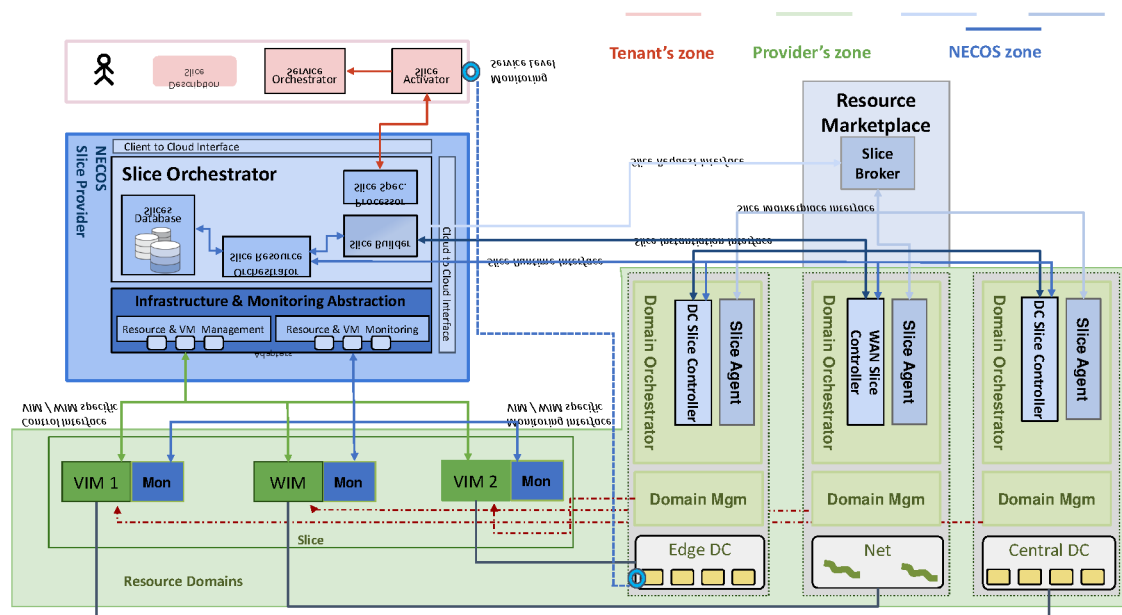 Tenant's zone
Provider's zone
NECOS zone
Slice
Description
Service
Orchestrator
Slice
Activator
Service Level
Monitoring
Resource
Marketplace
Slice
Broker
NECOS
Slice Provider
Client to Cloud Interface
Slice Orchestrator
Slices
Database
Slice Spec.
Processor
Slice Builder
Slice Resource
Orchestrator
Cloud to Cloud Interface
Slice Request Interface
Slice Marketplace Interface
Slice Instantiation Interface
Slice Runtime Interface
Infrastructure & Monitoring Abstraction
Resource & VM Management
Resource & VM Monitoring
Adapters
VIM / WIM specific
Control Interface
VIM / WIM specific
Monitoring Interface
VIM 1
Mon
WIM
Mon
VIM 2
Mon
Slice
Resource Domains
Domain Orchestrator
DC Slice Controller
Slice Agent
Domain Mgm
Edge DC
Domain Orchestrator
WAN Slice
Controller
Slice Agent
Domain Mgm
Net
Domain Orchestrator
DC Slice Controller
Slice Agent
Domain Mgm
Central DC